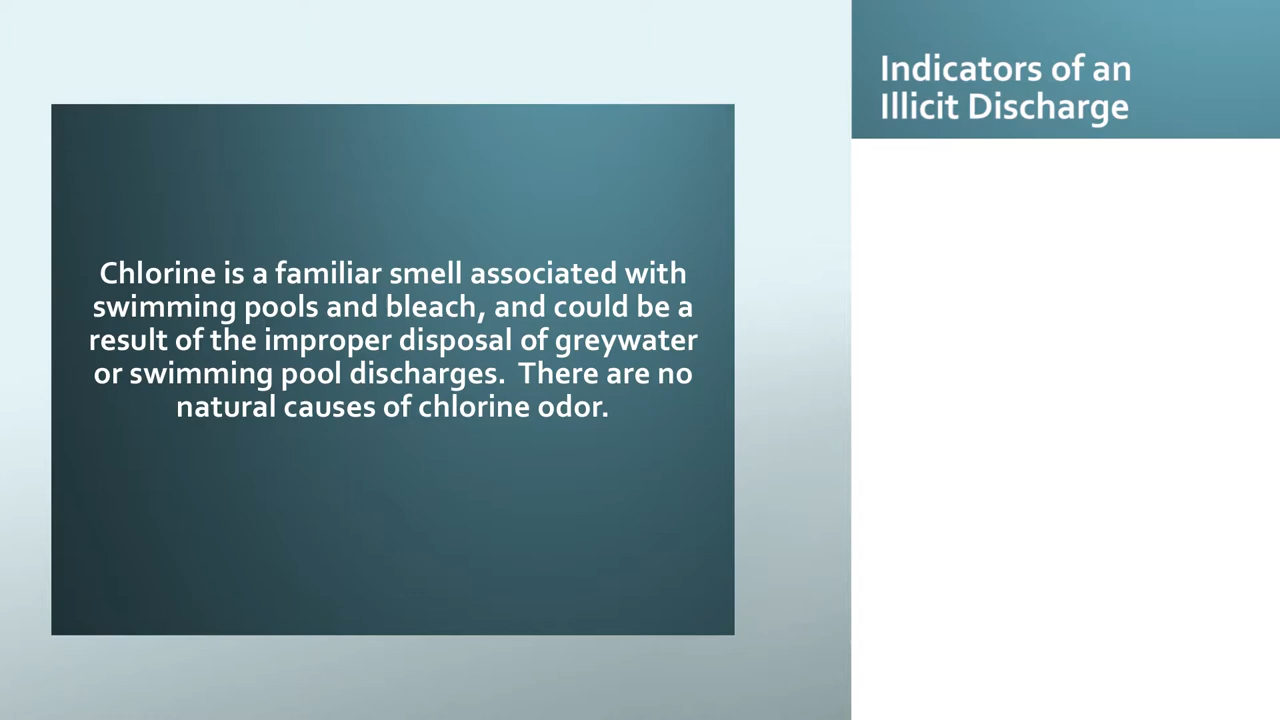 Indicators of an
Illicit Discharge
Chlorine is a familiar smell associated with
swimming pools and bleach, and could be a
result of the improper disposal of greywater
or swimming pool discharges.  There are no
natural causes of chlorine odor.